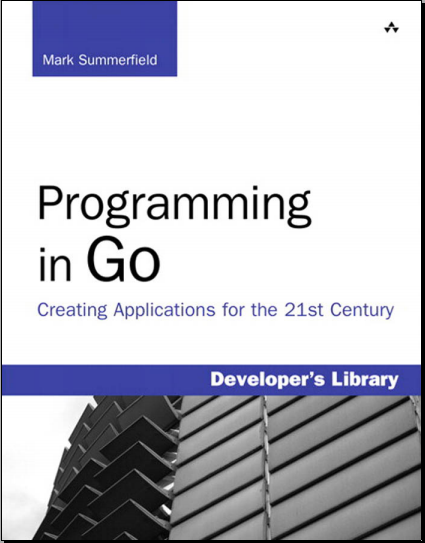 Mark Summerfield
Programming
in Go
Creating Applications for the 21st Century
Developer's Library